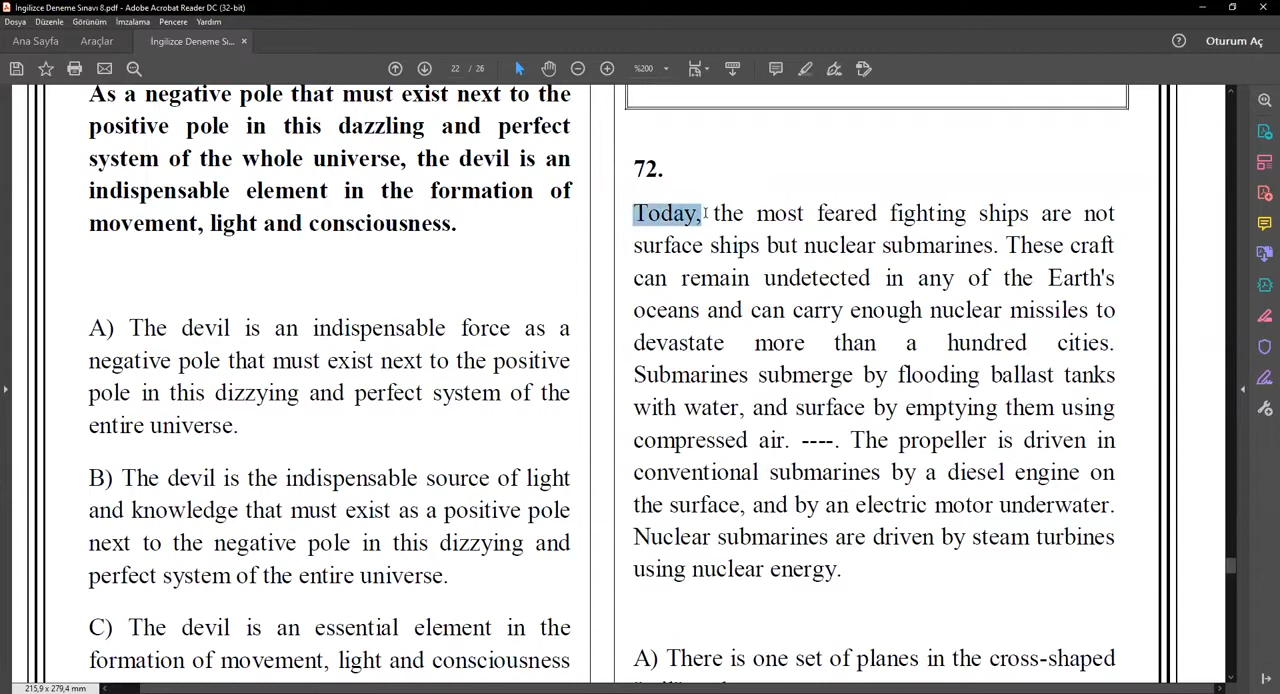 İngilizce Deneme Sınavı 8.pdf - Adobe Acrobat Reader DC (32-bit)
Dosya Düzenle Görünüm İmzalama Pencere Yardım
Ana Sayfa Araçlar İngilizce Deneme Sı... × Oturum Aç
22 / 26 %200
As a negative pole that must exist next to the
positive pole in this dazzling and perfect
system of the whole universe, the devil is an
indispensable element in the formation of
movement, light and consciousness.
A) The devil is an indispensable force as a
negative pole that must exist next to the positive
pole in this dizzying and perfect system of the
entire universe.
B) The devil is the indispensable source of light
and knowledge that must exist as a positive pole
next to the negative pole in this dizzying and
perfect system of the entire universe.
C) The devil is an essential element in the
formation of movement, light and consciousness
72.
Today, the most feared fighting ships are not
surface ships but nuclear submarines. These craft
can remain undetected in any of the Earth's
oceans and can carry enough nuclear missiles to
devastate more than a hundred cities.
Submarines submerge by flooding ballast tanks
with water, and surface by emptying them using
compressed air. ----. The propeller is driven in
conventional submarines by a diesel engine on
the surface, and by an electric motor underwater.
Nuclear submarines are driven by steam turbines
using nuclear energy.
A) There is one set of planes in the cross-shaped
215,9 x 279,4 mm